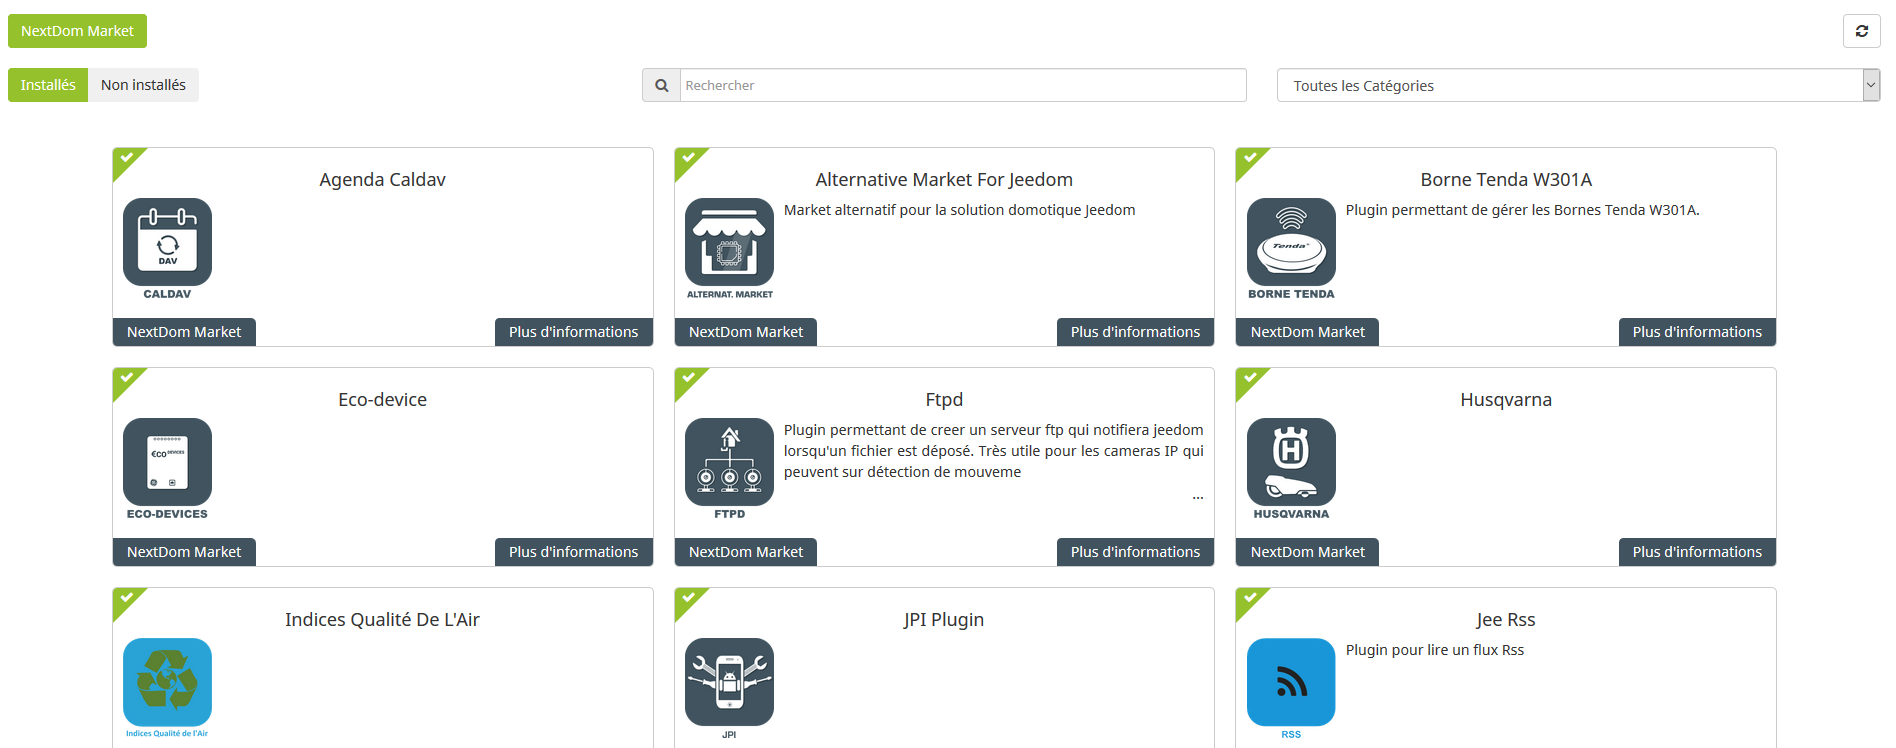 NextDom Market
Installés Non installés
Rechercher
Toutes les Catégories
Agenda Caldav
DAV
CALDAV
NextDom Market
Plus d'informations
Alternative Market For Jeedom
Market alternatif pour la solution domotique Jeedom
ALTERNAT. MARKET
NextDom Market
Plus d'informations
Borne Tenda W301A
Plugin permettant de gérer les Bornes Tenda W301A.
Tenda
BORNE TENDA
NextDom Market
Plus d'informations
Eco-device
€co DEVICES
ECO-DEVICES
NextDom Market
Plus d'informations
Ftpd
Plugin permettant de creer un serveur ftp qui notifiera jeedom
lorsqu'un fichier est déposé. Très utile pour les cameras IP qui
peuvent sur détection de mouveme
...
FTPD
NextDom Market
Plus d'informations
Husqvarna
H
HUSQVARNA
NextDom Market
Plus d'informations
Indices Qualité De L'Air
Indices Qualité de l'Air
JPI Plugin
JPI
Jee Rss
Plugin pour lire un flux Rss
RSS